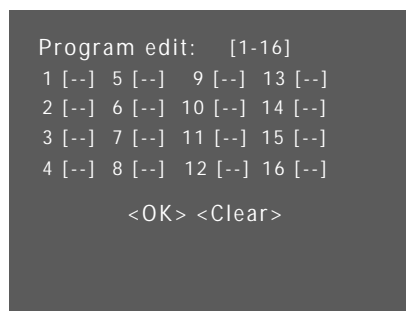 Program edit: [1-16]
1 [--] 5 [--] 9 [--] 13 [--]
2 [--] 6 [--] 10 [--] 14 [--]
3 [--] 7 [--] 11 [--] 15 [--]
4 [--] 8 [--] 12 [--] 16 [--]
<OK> <Clear>